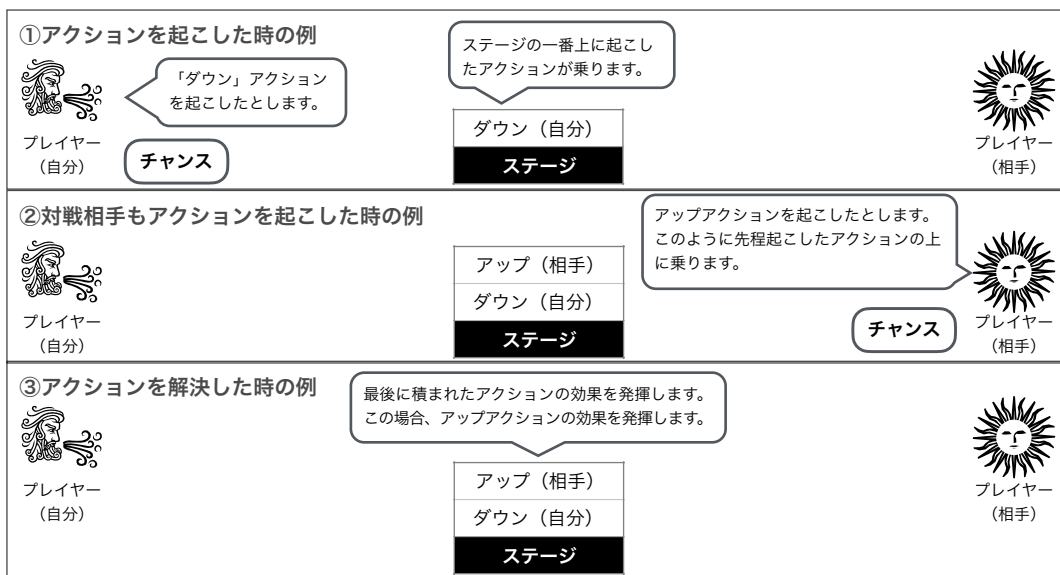 ①アクションを起こした時の例
「ダウン」アクション
を起こしたとします。
ステージの一番上に起こし
たアクションが乗ります。
プレイヤー
（自分）
チャンス
ダウン（自分）
ステージ
プレイヤー
（相手）
②対戦相手もアクションを起こした時の例
アップアクションを起こしたとします。
このように先程起こしたアクションの上
に乗ります。
プレイヤー
（自分）
アップ（相手）
ダウン（自分）
ステージ
チャンス
プレイヤー
（相手）
③アクションを解決した時の例
最後に積まれたアクションの効果を発揮します。
この場合、アップアクションの効果を発揮します。
プレイヤー
（自分）
アップ（相手）
ダウン（自分）
ステージ
プレイヤー
（相手）